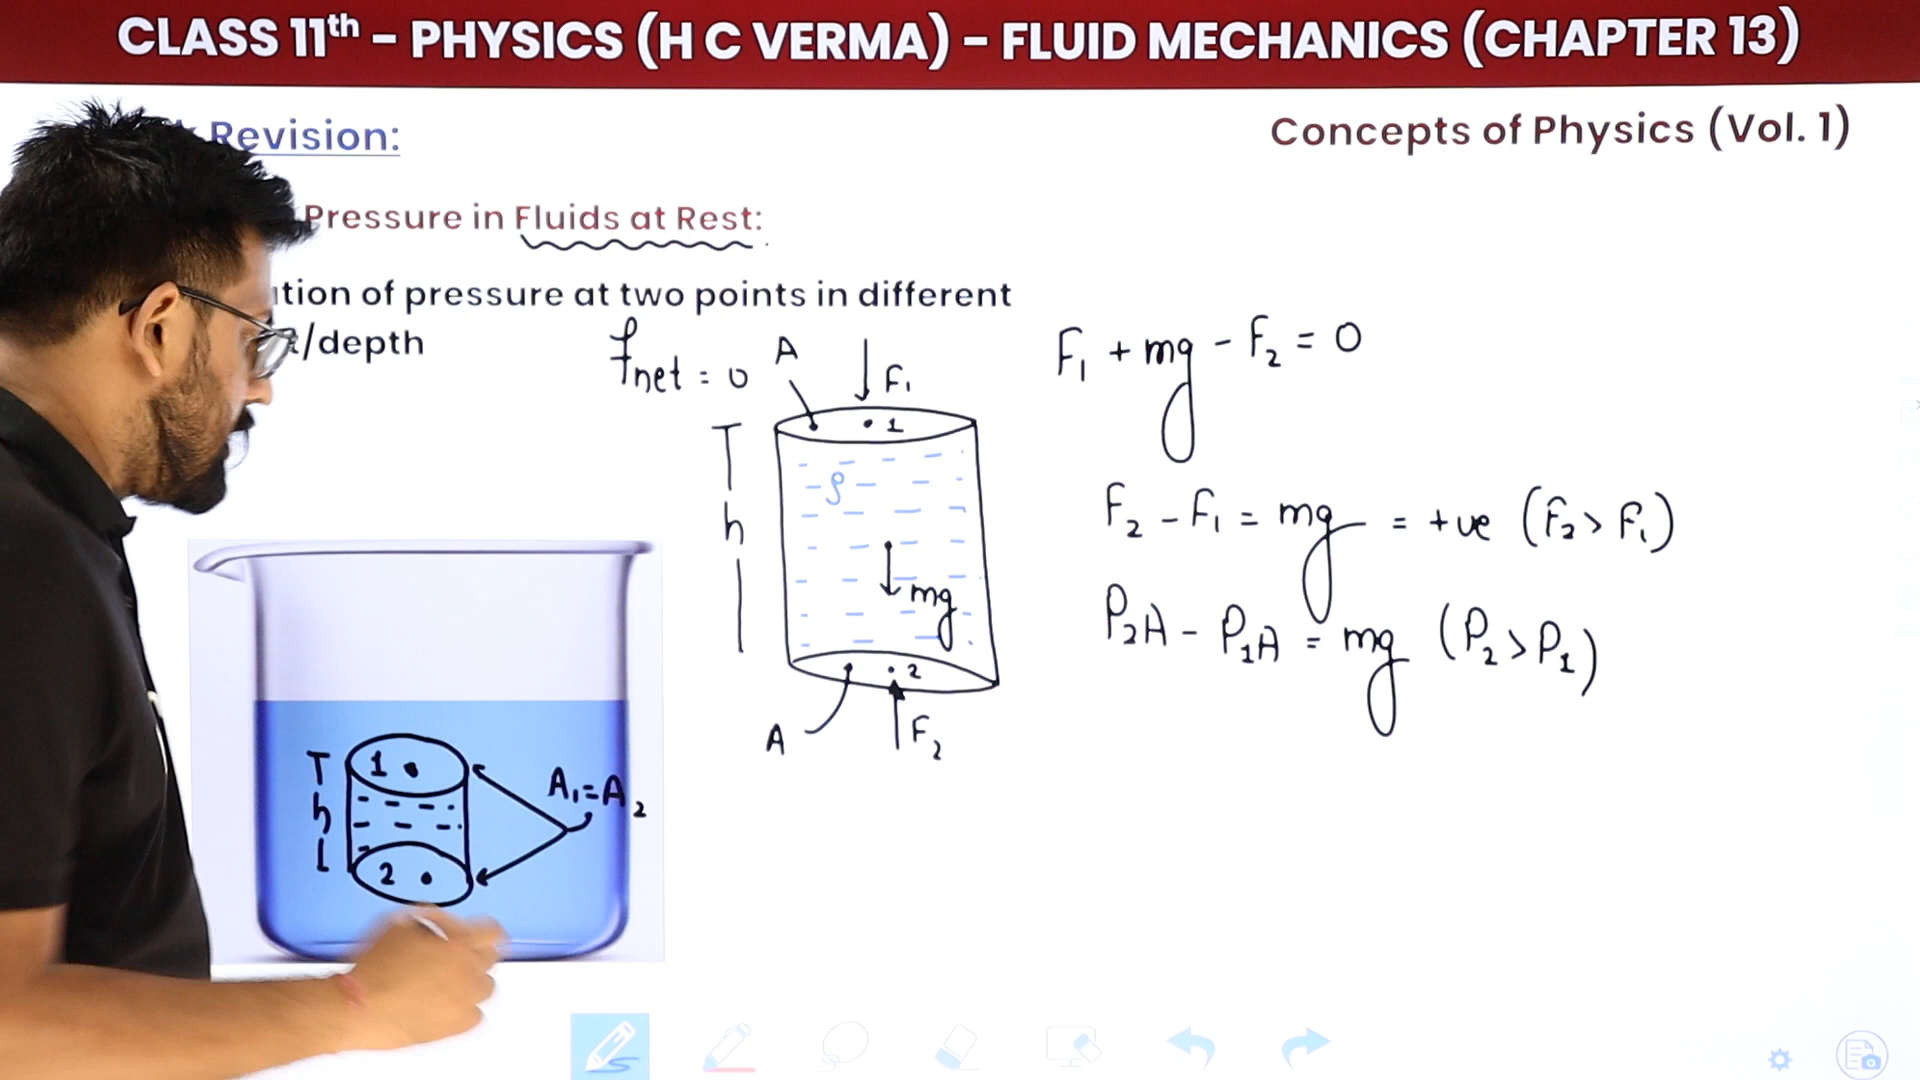 CLASS 11th – PHYSICS (H C VERMA) – FLUID MECHANICS (CHAPTER 13)
Revision:
Concepts of Physics (Vol. 1)
Pressure in Fluids at Rest:
tion of pressure at two points in different
/depth
Fnet = 0
A
F₁
F₁ + mg - F₂ = 0
1
T
ρ
h
mg
2
A
F₂
F₂ - F₁ = mg = +ve (F₂ > F₁)
P₂A - P₁A = mg (P₂ > P₁)
T
1
h
A₁ = A₂
2